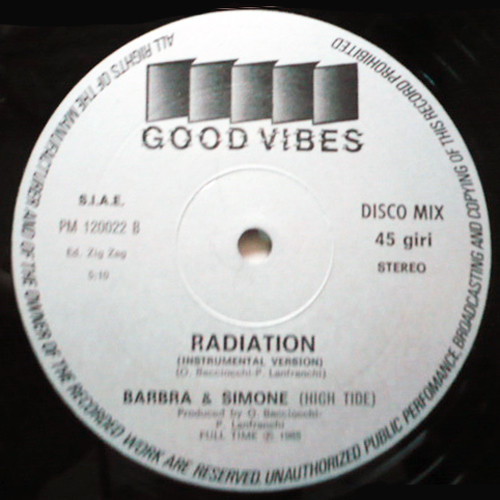 ALL RIGHTS OF THE MANUFACTURER AND OF THE OWNER OF THE RECORDED WORK ARE RESERVED. UNAUTHORIZED PUBLIC PERFOMANCE, BROADCASTING AND COPYING OF THIS RECORD PROHIBITED
GOOD VIBES
S.I.A.E.
PM 120022 B
Ed. Zig Zag
5:10
DISCO MIX
45 giri
STEREO
RADIATION
(INSTRUMENTAL VERSION)
(O. Bacciocchi-P. Lanfranchi)
BARBRA & SIMONE (HIGH TIDE)
Produced by O. Bacciocchi-
P. Lanfranchi
FULL TIME ℗ 1985